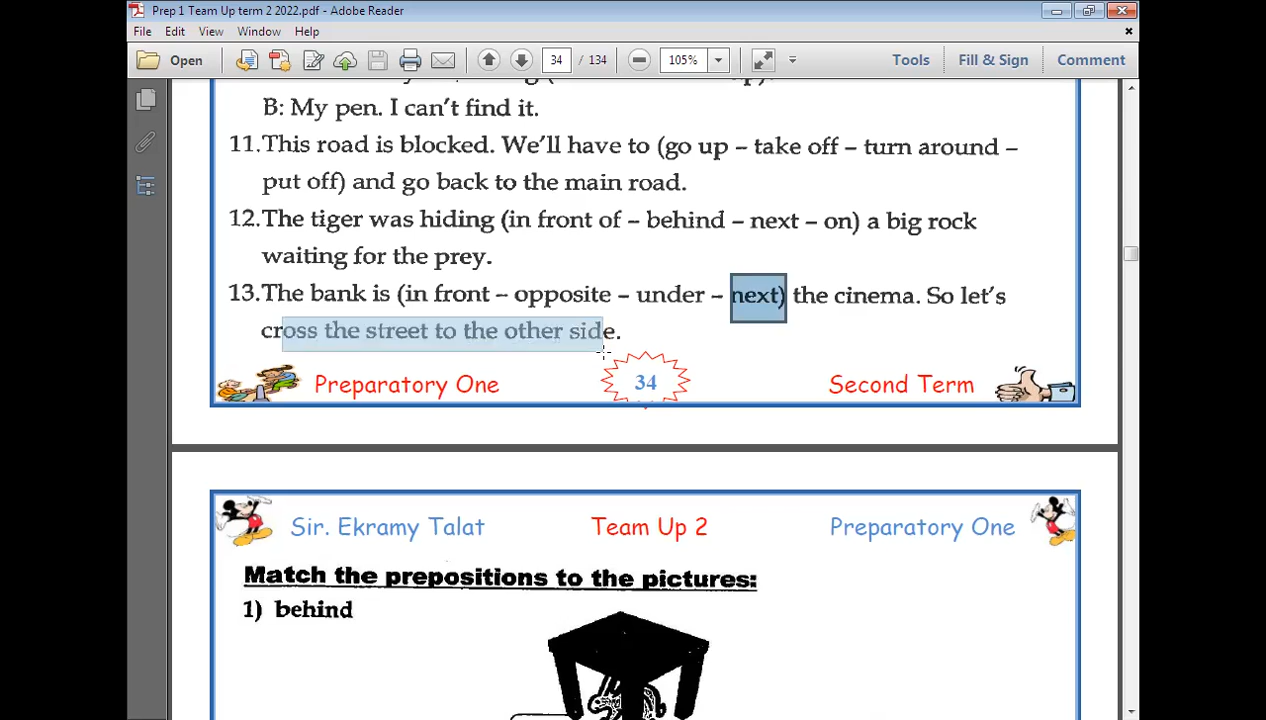 Prep 1 Team Up term 2 2022.pdf - Adobe Reader
File Edit View Window Help
Open 34 / 134 105% Tools Fill & Sign Comment
B: My pen. I can't find it.
11. This road is blocked. We'll have to (go up – take off – turn around –
put off) and go back to the main road.
12. The tiger was hiding (in front of – behind – next – on) a big rock
waiting for the prey.
13. The bank is (in front – opposite – under – next) the cinema. So let's
cross the street to the other side.
Preparatory One 34 Second Term
Sir. Ekramy Talat Team Up 2 Preparatory One
Match the prepositions to the pictures:
1) behind